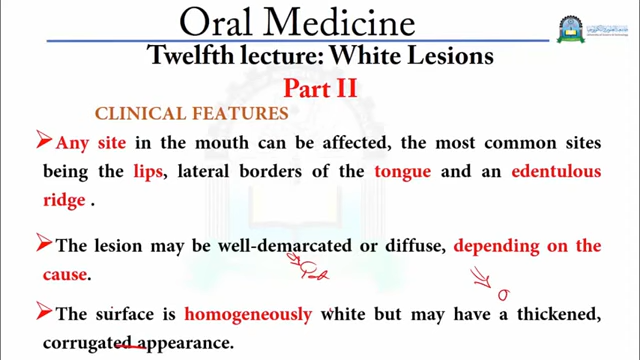 Oral Medicine
Twelfth lecture: White Lesions
Part II
CLINICAL FEATURES
Any site in the mouth can be affected, the most common sites
being the lips, lateral borders of the tongue and an edentulous
ridge .
The lesion may be well-demarcated or diffuse, depending on the
cause.
The surface is homogeneously white but may have a thickened,
corrugated appearance.